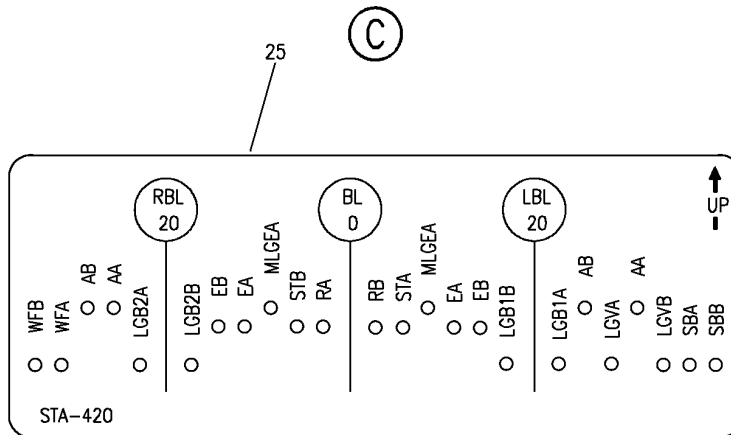 C
25
RBL
20
BL
0
LBL
20
UP
WFB
WFA
AB
AA
LGB2A
LGB2B
EB
EA
MLGEA
STB
RA
RB
STA
MLGEA
EA
EB
LGB1B
LGB1A
AB
LGVA
AA
LGVB
SBA
SBB
STA-420